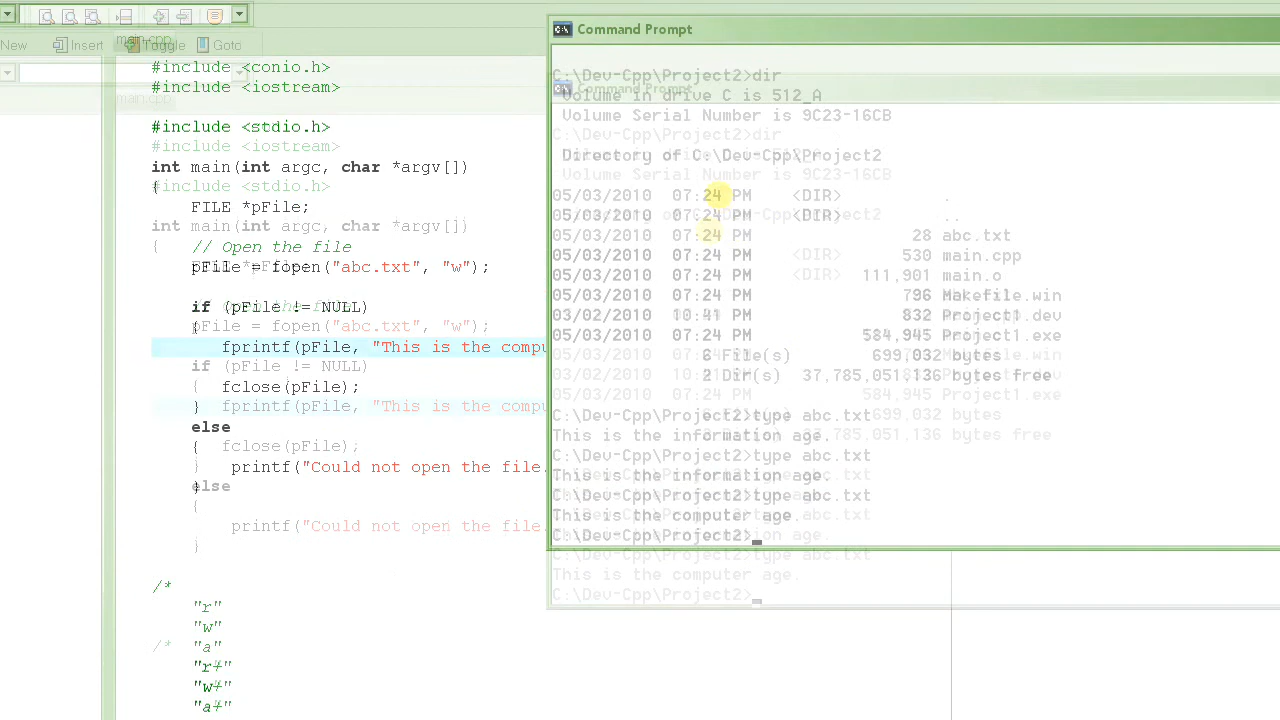 New Insert Toggle Goto
main.cpp
#include <conio.h>
#include <iostream>
#include <stdio.h>
int main(int argc, char *argv[])
{
FILE *pFile;
// Open the file
pFile = fopen("abc.txt", "w");
if (pFile != NULL)
{
fprintf(pFile, "This is the compu
fclose(pFile);
}
else
{
printf("Could not open the file.
}
/*
"r"
"w"
"a"
"r+"
"w+"
"a+"
Command Prompt
C:\Dev-Cpp\Project2>dir
Volume in drive C is 512_A
Volume Serial Number is 9C23-16CB
Directory of C:\Dev-Cpp\Project2
05/03/2010 07:24 PM <DIR> .
05/03/2010 07:24 PM <DIR> ..
05/03/2010 07:24 PM 28 abc.txt
05/03/2010 07:24 PM 530 main.cpp
05/03/2010 07:24 PM 111,901 main.o
05/03/2010 07:24 PM 796 Makefile.win
03/02/2010 PM 832 Project1.dev
05/03/2010 07:24 PM 584,945 Project1.exe
6 File(s) 699,032 bytes
2 Dir(s) 37,785,051,136 bytes free
C:\Dev-Cpp\Project2>type abc.txt
This is the information age.
C:\Dev-Cpp\Project2>type abc.txt
This is the information age.
C:\Dev-Cpp\Project2>type abc.txt
This is the computer age.
C:\Dev-Cpp\Project2>